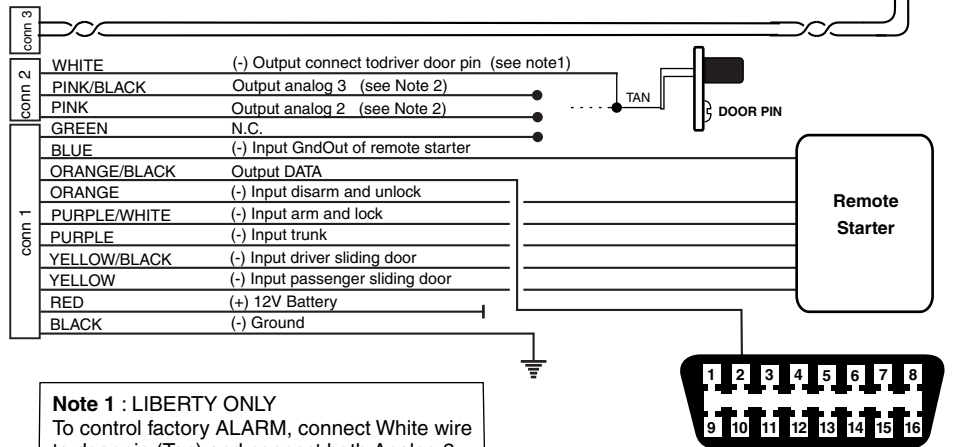 conn 3
conn 2
WHITE (-) Output connect todriver door pin (see note1)
PINK/BLACK Output analog 3 (see Note 2)
PINK Output analog 2 (see Note 2)
TAN
DOOR PIN
conn 1
GREEN N.C.
BLUE (-) Input GndOut of remote starter
ORANGE/BLACK Output DATA
ORANGE (-) Input disarm and unlock
PURPLE/WHITE (-) Input arm and lock
PURPLE (-) Input trunk
YELLOW/BLACK (-) Input driver sliding door
YELLOW (-) Input passenger sliding door
RED (+) 12V Battery
BLACK (-) Ground
Remote
Starter
1 2 3 4 5 6 7 8
9 10 11 12 13 14 15 16
Note 1 : LIBERTY ONLY
To control factory ALARM, connect White wire